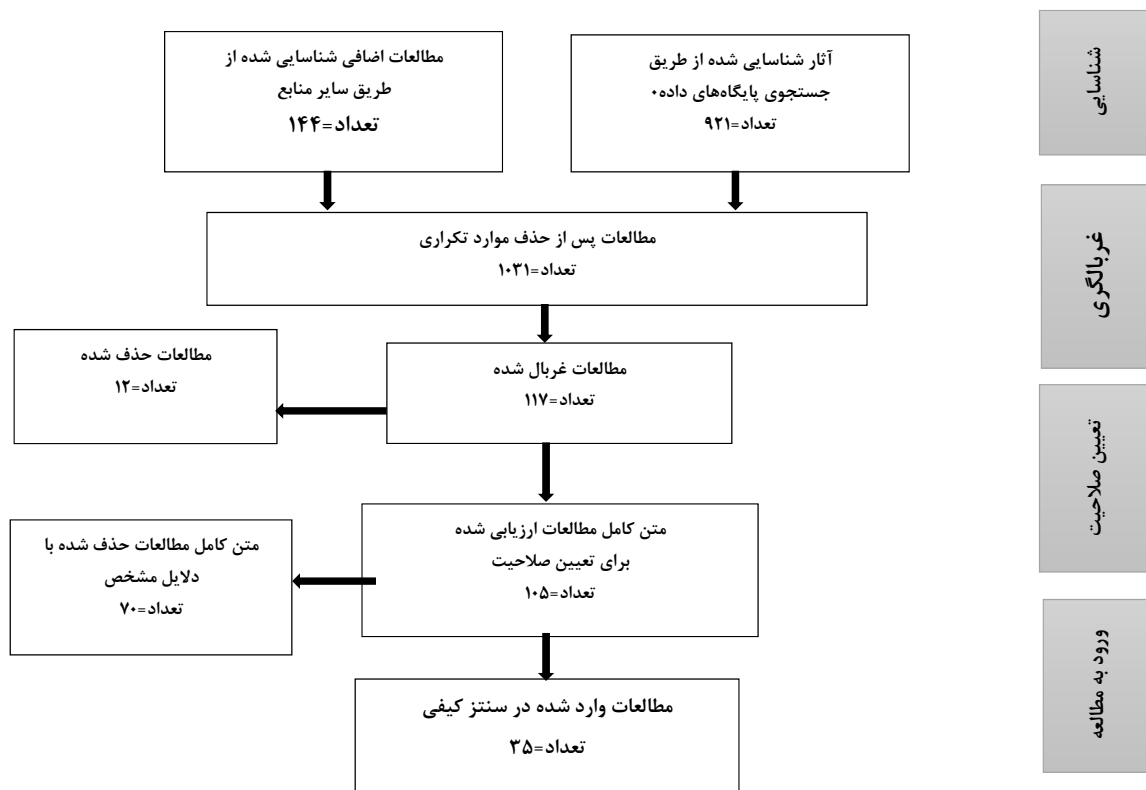 شناسایی
آثار شناسایی شده از طریق
جستجوی پایگاه‌های داده۰
تعداد=۹۲۱
مطالعات اضافی شناسایی شده از
طریق سایر منابع
تعداد=۱۴۴
غربالگری
مطالعات پس از حذف موارد تکراری
تعداد=۱۰۳۱
مطالعات غربال شده
تعداد=۱۱۷
مطالعات حذف شده
تعداد=۱۲
تعیین صلاحیت
متن کامل مطالعات ارزیابی شده
برای تعیین صلاحیت
تعداد=۱۰۵
متن کامل مطالعات حذف شده با
دلایل مشخص
تعداد=۷۰
ورود به مطالعه
مطالعات وارد شده در سنتز کیفی
تعداد=۳۵